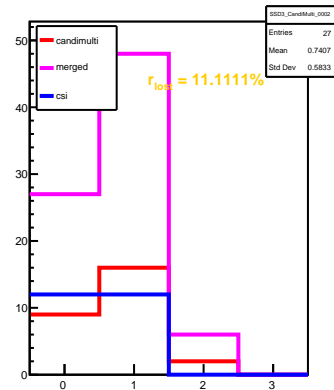 SSD3_CandiMulti_0002
Entries 27
Mean 0.7407
Std Dev 0.5833
candimulti
merged
csi
r_loss = 11.1111%
50
40
30
20
10
0
0 1 2 3